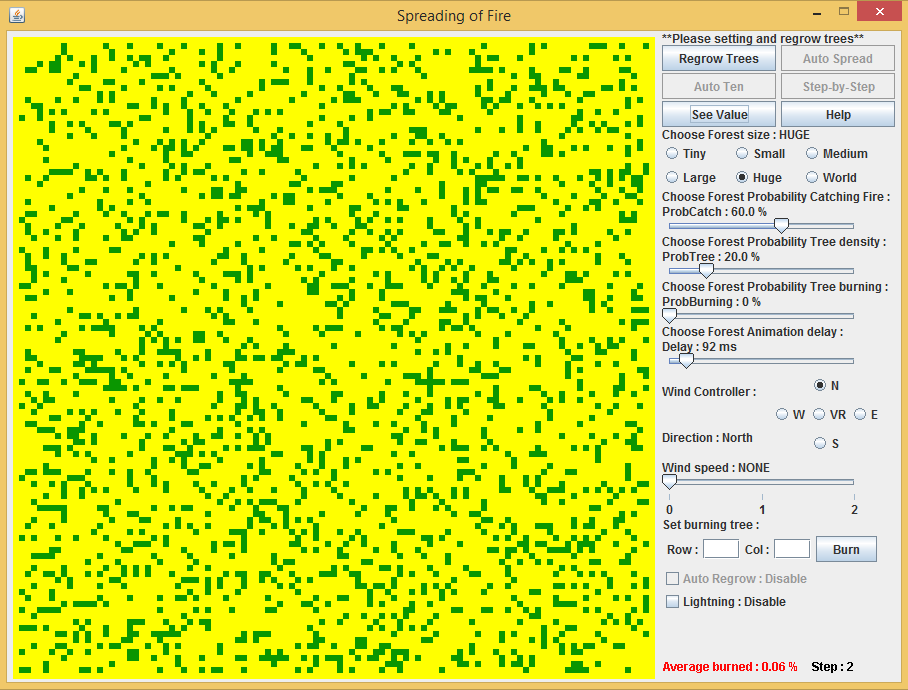 Spreading of Fire
**Please setting and regrow trees**
Regrow Trees Auto Spread
Auto Ten Step-by-Step
See Value Help
Choose Forest size : HUGE
Tiny Small Medium
Large Huge World
Choose Forest Probability Catching Fire :
ProbCatch : 60.0 %
Choose Forest Probability Tree density :
ProbTree : 20.0 %
Choose Forest Probability Tree burning :
ProbBurning : 0 %
Choose Forest Animation delay :
Delay : 92 ms
N
Wind Controller :
W VR E
Direction : North
S
Wind speed : NONE
0 1 2
Set burning tree :
Row : Col : Burn
Auto Regrow : Disable
Lightning : Disable
Average burned : 0.06 % Step : 2